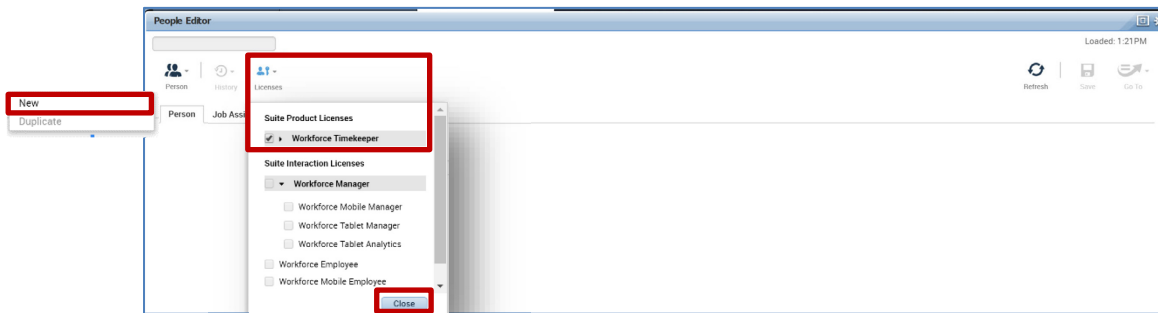 People Editor
Loaded: 1:21PM
Person
History
Licenses
Refresh
Save
Go To
New
Duplicate
Person
Job Assi
Suite Product Licenses
Workforce Timekeeper
Suite Interaction Licenses
Workforce Manager
Workforce Mobile Manager
Workforce Tablet Manager
Workforce Tablet Analytics
Workforce Employee
Workforce Mobile Employee
Close